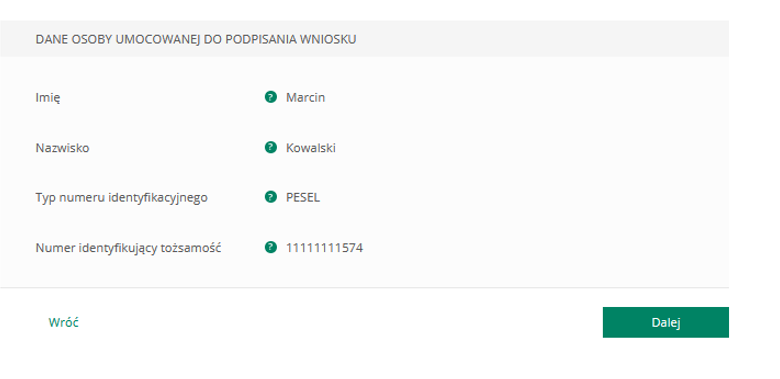 DANE OSOBY UMOCOWANEJ DO PODPISANIA WNIOSKU
Imię ? Marcin
Nazwisko ? Kowalski
Typ numeru identyfikacyjnego ? PESEL
Numer identyfikujący tożsamość ? 11111111574
Wróć Dalej